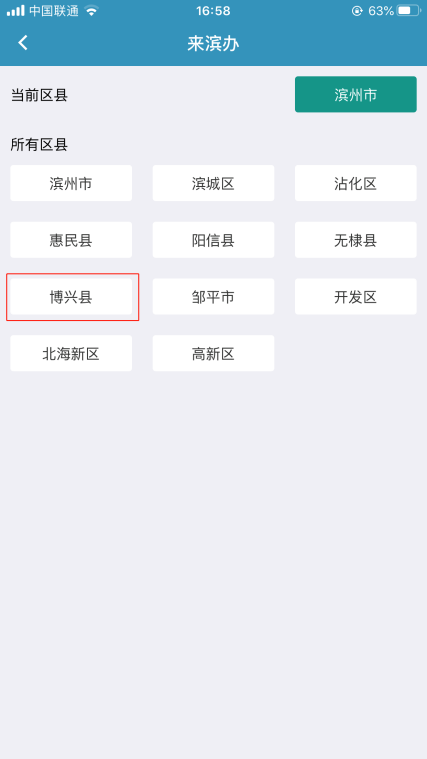 中国联通 16:58 63%
来滨办
当前区县 滨州市
所有区县
滨州市 滨城区 沾化区
惠民县 阳信县 无棣县
博兴县 邹平市 开发区
北海新区 高新区